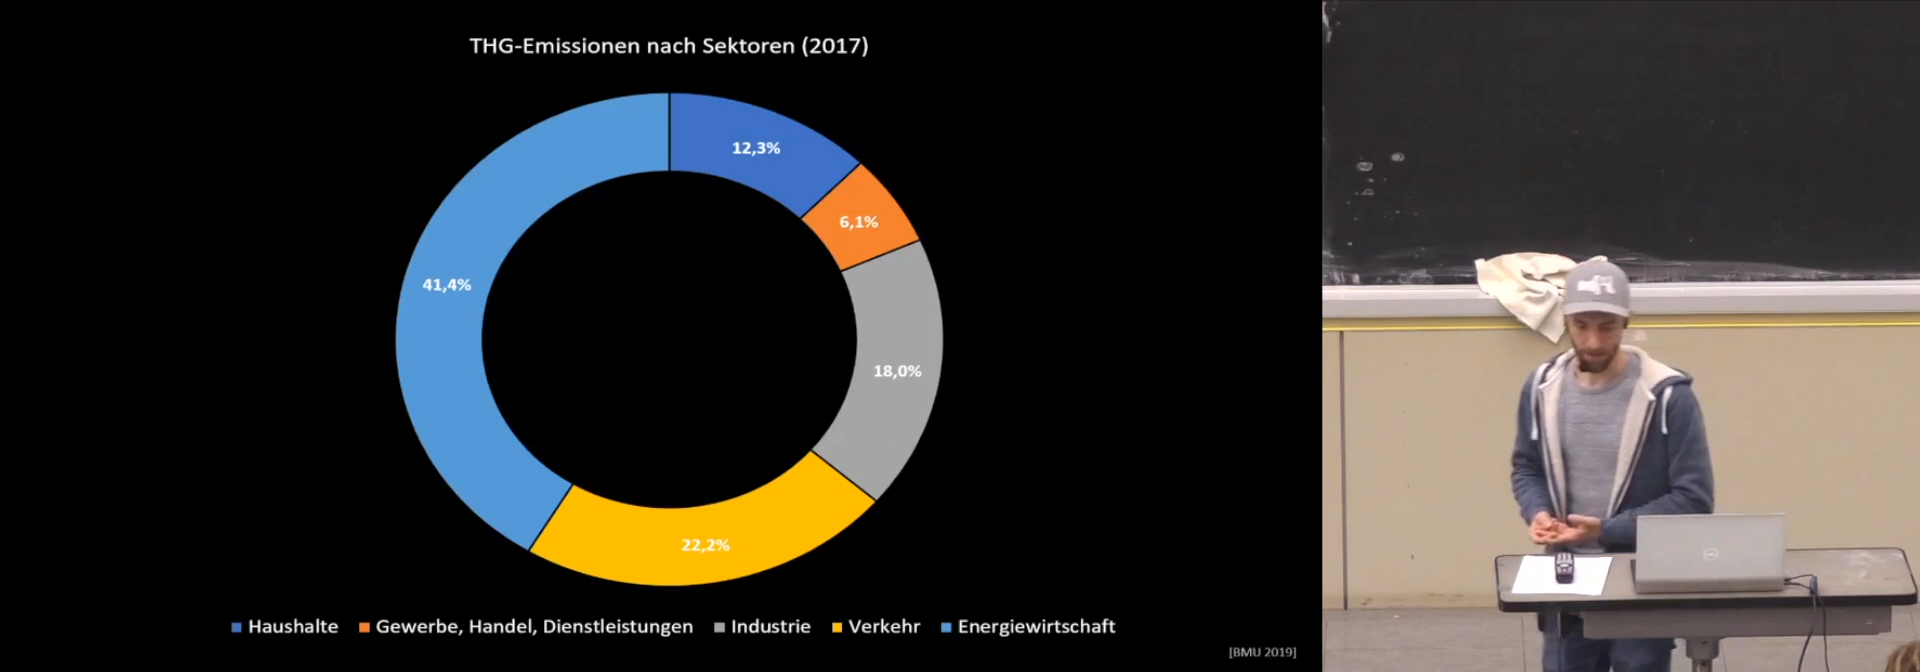 THG-Emissionen nach Sektoren (2017)
12,3%
6,1%
41,4%
18,0%
22,2%
Haushalte Gewerbe, Handel, Dienstleistungen Industrie Verkehr Energiewirtschaft
[BMU 2019]